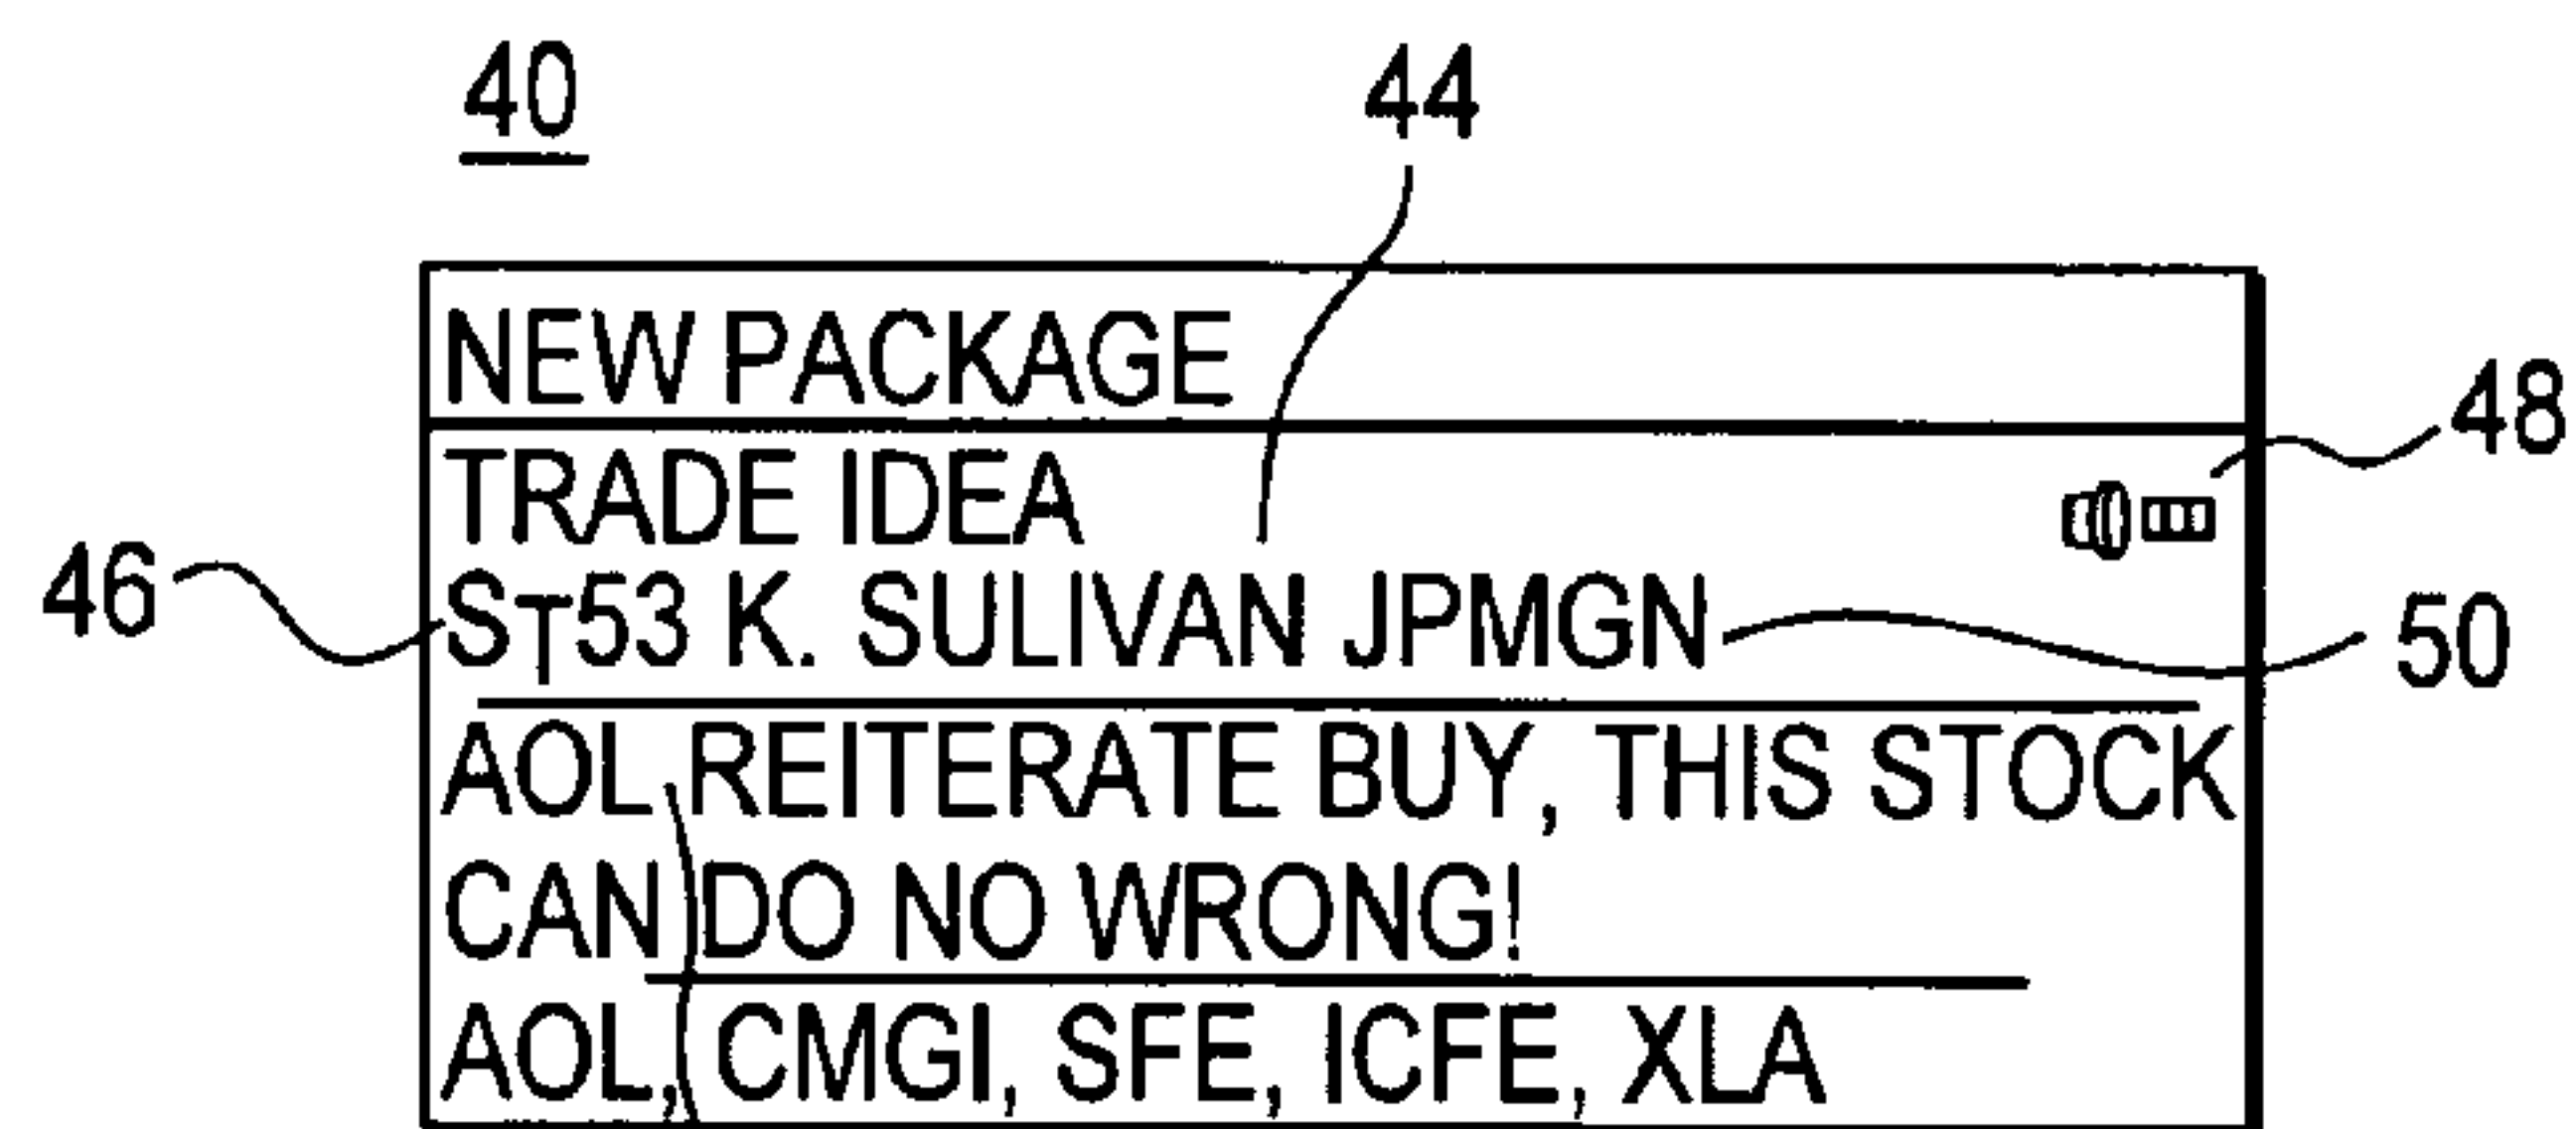 40
44
NEW PACKAGE
48
TRADE IDEA
46
ST53 K. SULIVAN JPMGN
50
AOL REITERATE BUY, THIS STOCK
CAN DO NO WRONG!
AOL, CMGI, SFE, ICFE, XLA